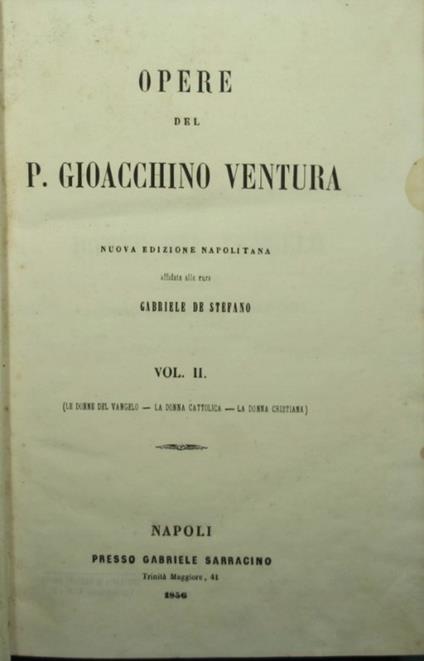 OPERE
DEL
P. GIOACCHINO VENTURA
NUOVA EDIZIONE NAPOLITANA
affidata alle cure
GABRIELE DE STEFANO
VOL. II.
(LE DONNE DEL VANGELO — LA DONNA CATTOLICA — LA DONNA CRISTIANA)
NAPOLI
PRESSO GABRIELE SARRACINO
Trinità Maggiore, 41
1856